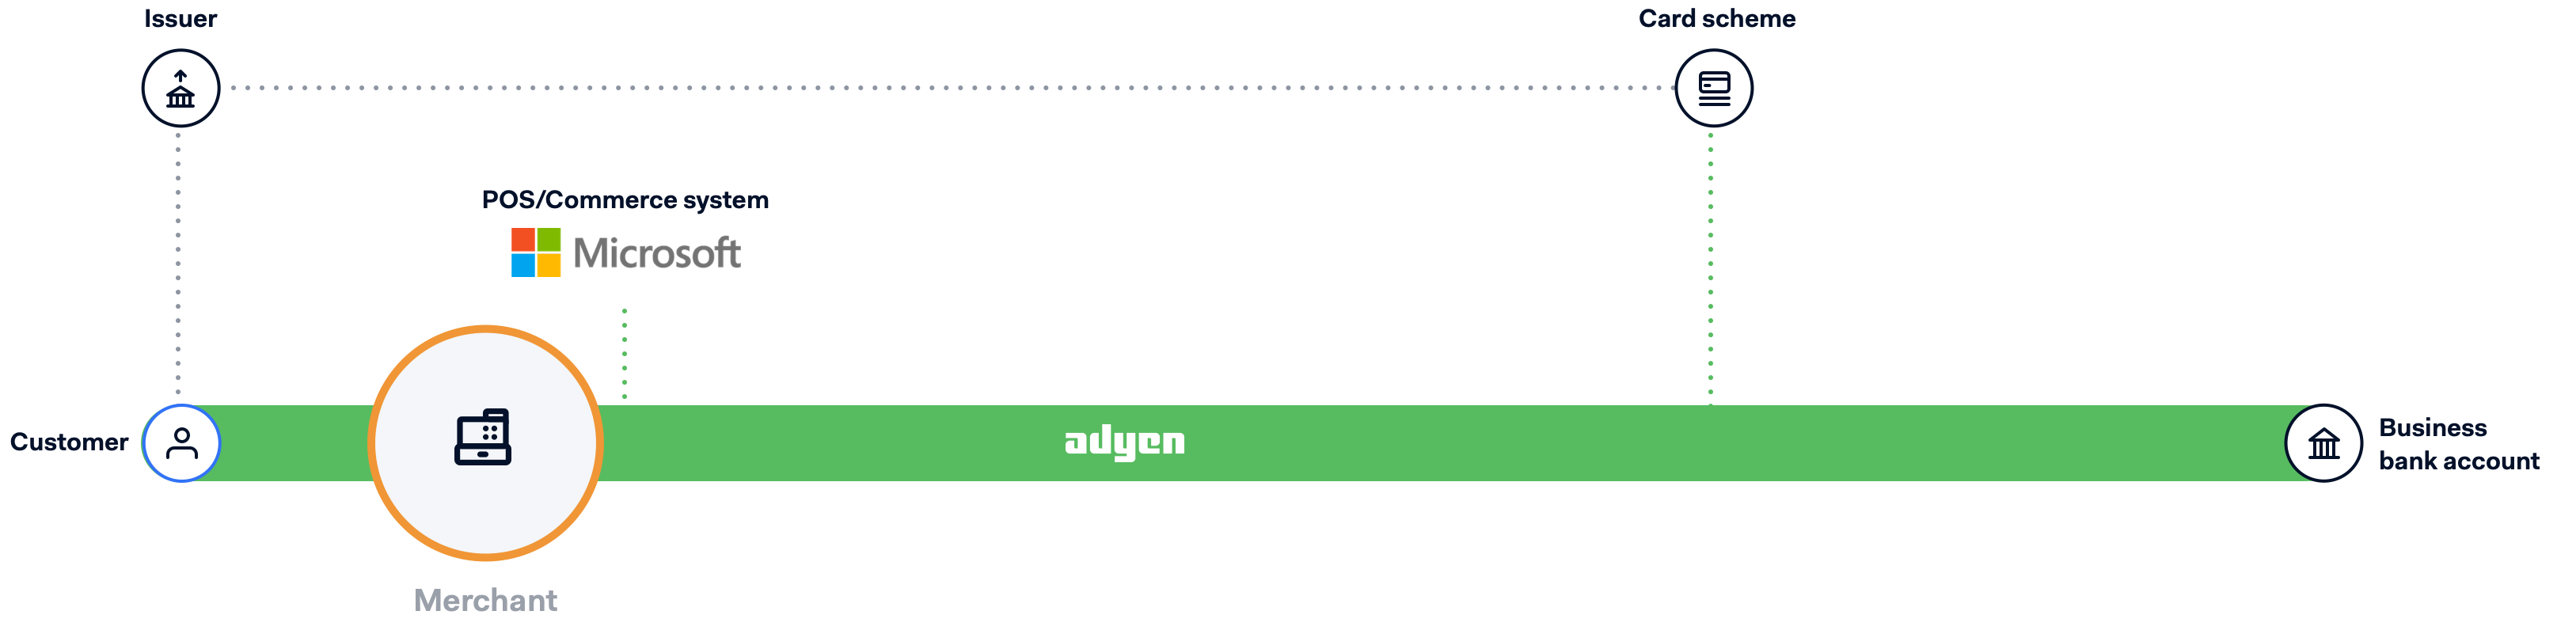 Issuer
Card scheme
POS/Commerce system
Microsoft
Customer
adyen
Business
bank account
Merchant